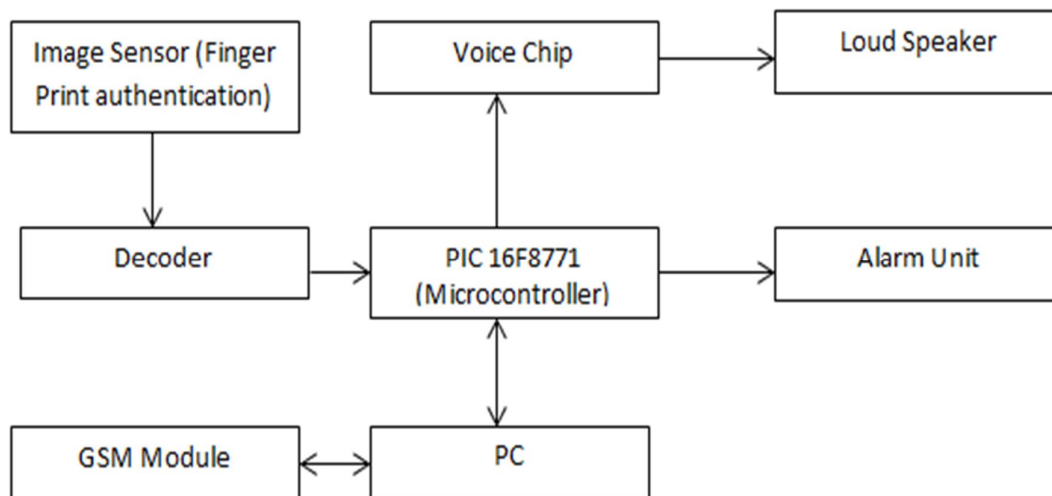 Image Sensor (Finger
Print authentication)
Voice Chip
Loud Speaker
Decoder
PIC 16F8771
(Microcontroller)
Alarm Unit
GSM Module
PC